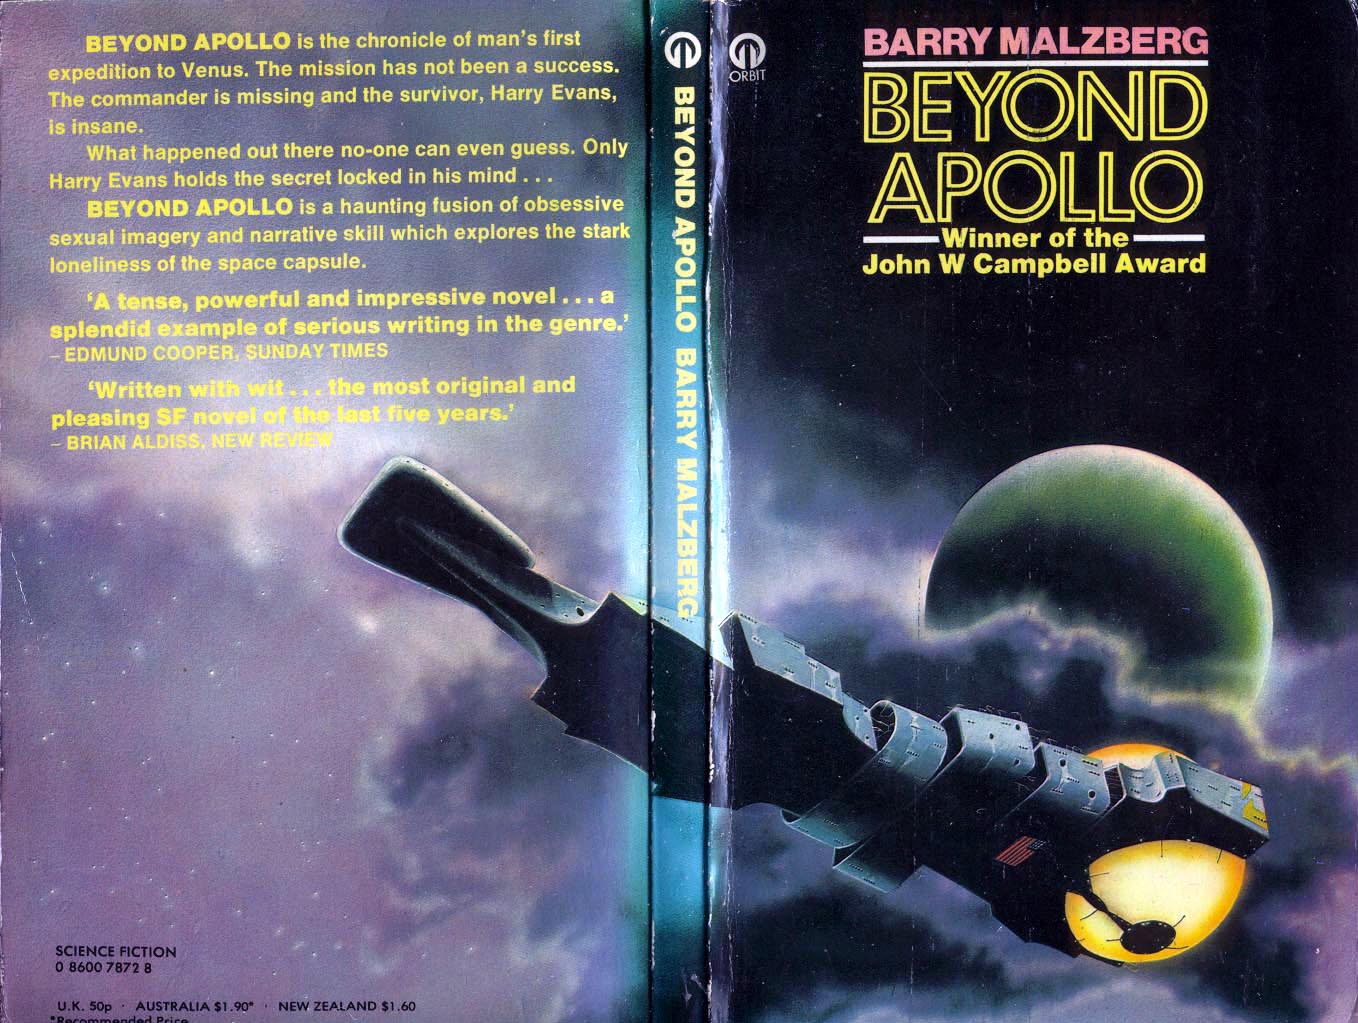 BEYOND APOLLO is the chronicle of man's first
expedition to Venus. The mission has not been a success.
The commander is missing and the survivor, Harry Evans,
is insane.
What happened out there no-one can even guess. Only
Harry Evans holds the secret locked in his mind . . .
BEYOND APOLLO is a haunting fusion of obsessive
sexual imagery and narrative skill which explores the stark
loneliness of the space capsule.
‘A tense, powerful and impressive novel . . . a
splendid example of serious writing in the genre.’
– EDMUND COOPER, SUNDAY TIMES
‘Written with wit . . . the most original and
pleasing SF novel of the last five years.’
– BRIAN ALDISS, NEW REVIEW
SCIENCE FICTION
0 8600 7872 8
U.K. 50p · AUSTRALIA $1.90* · NEW ZEALAND $1.60
*Recommended Price
BEYOND APOLLO BARRY MALZBERG
ORBIT
BARRY MALZBERG
BEYOND
APOLLO
Winner of the
John W Campbell Award